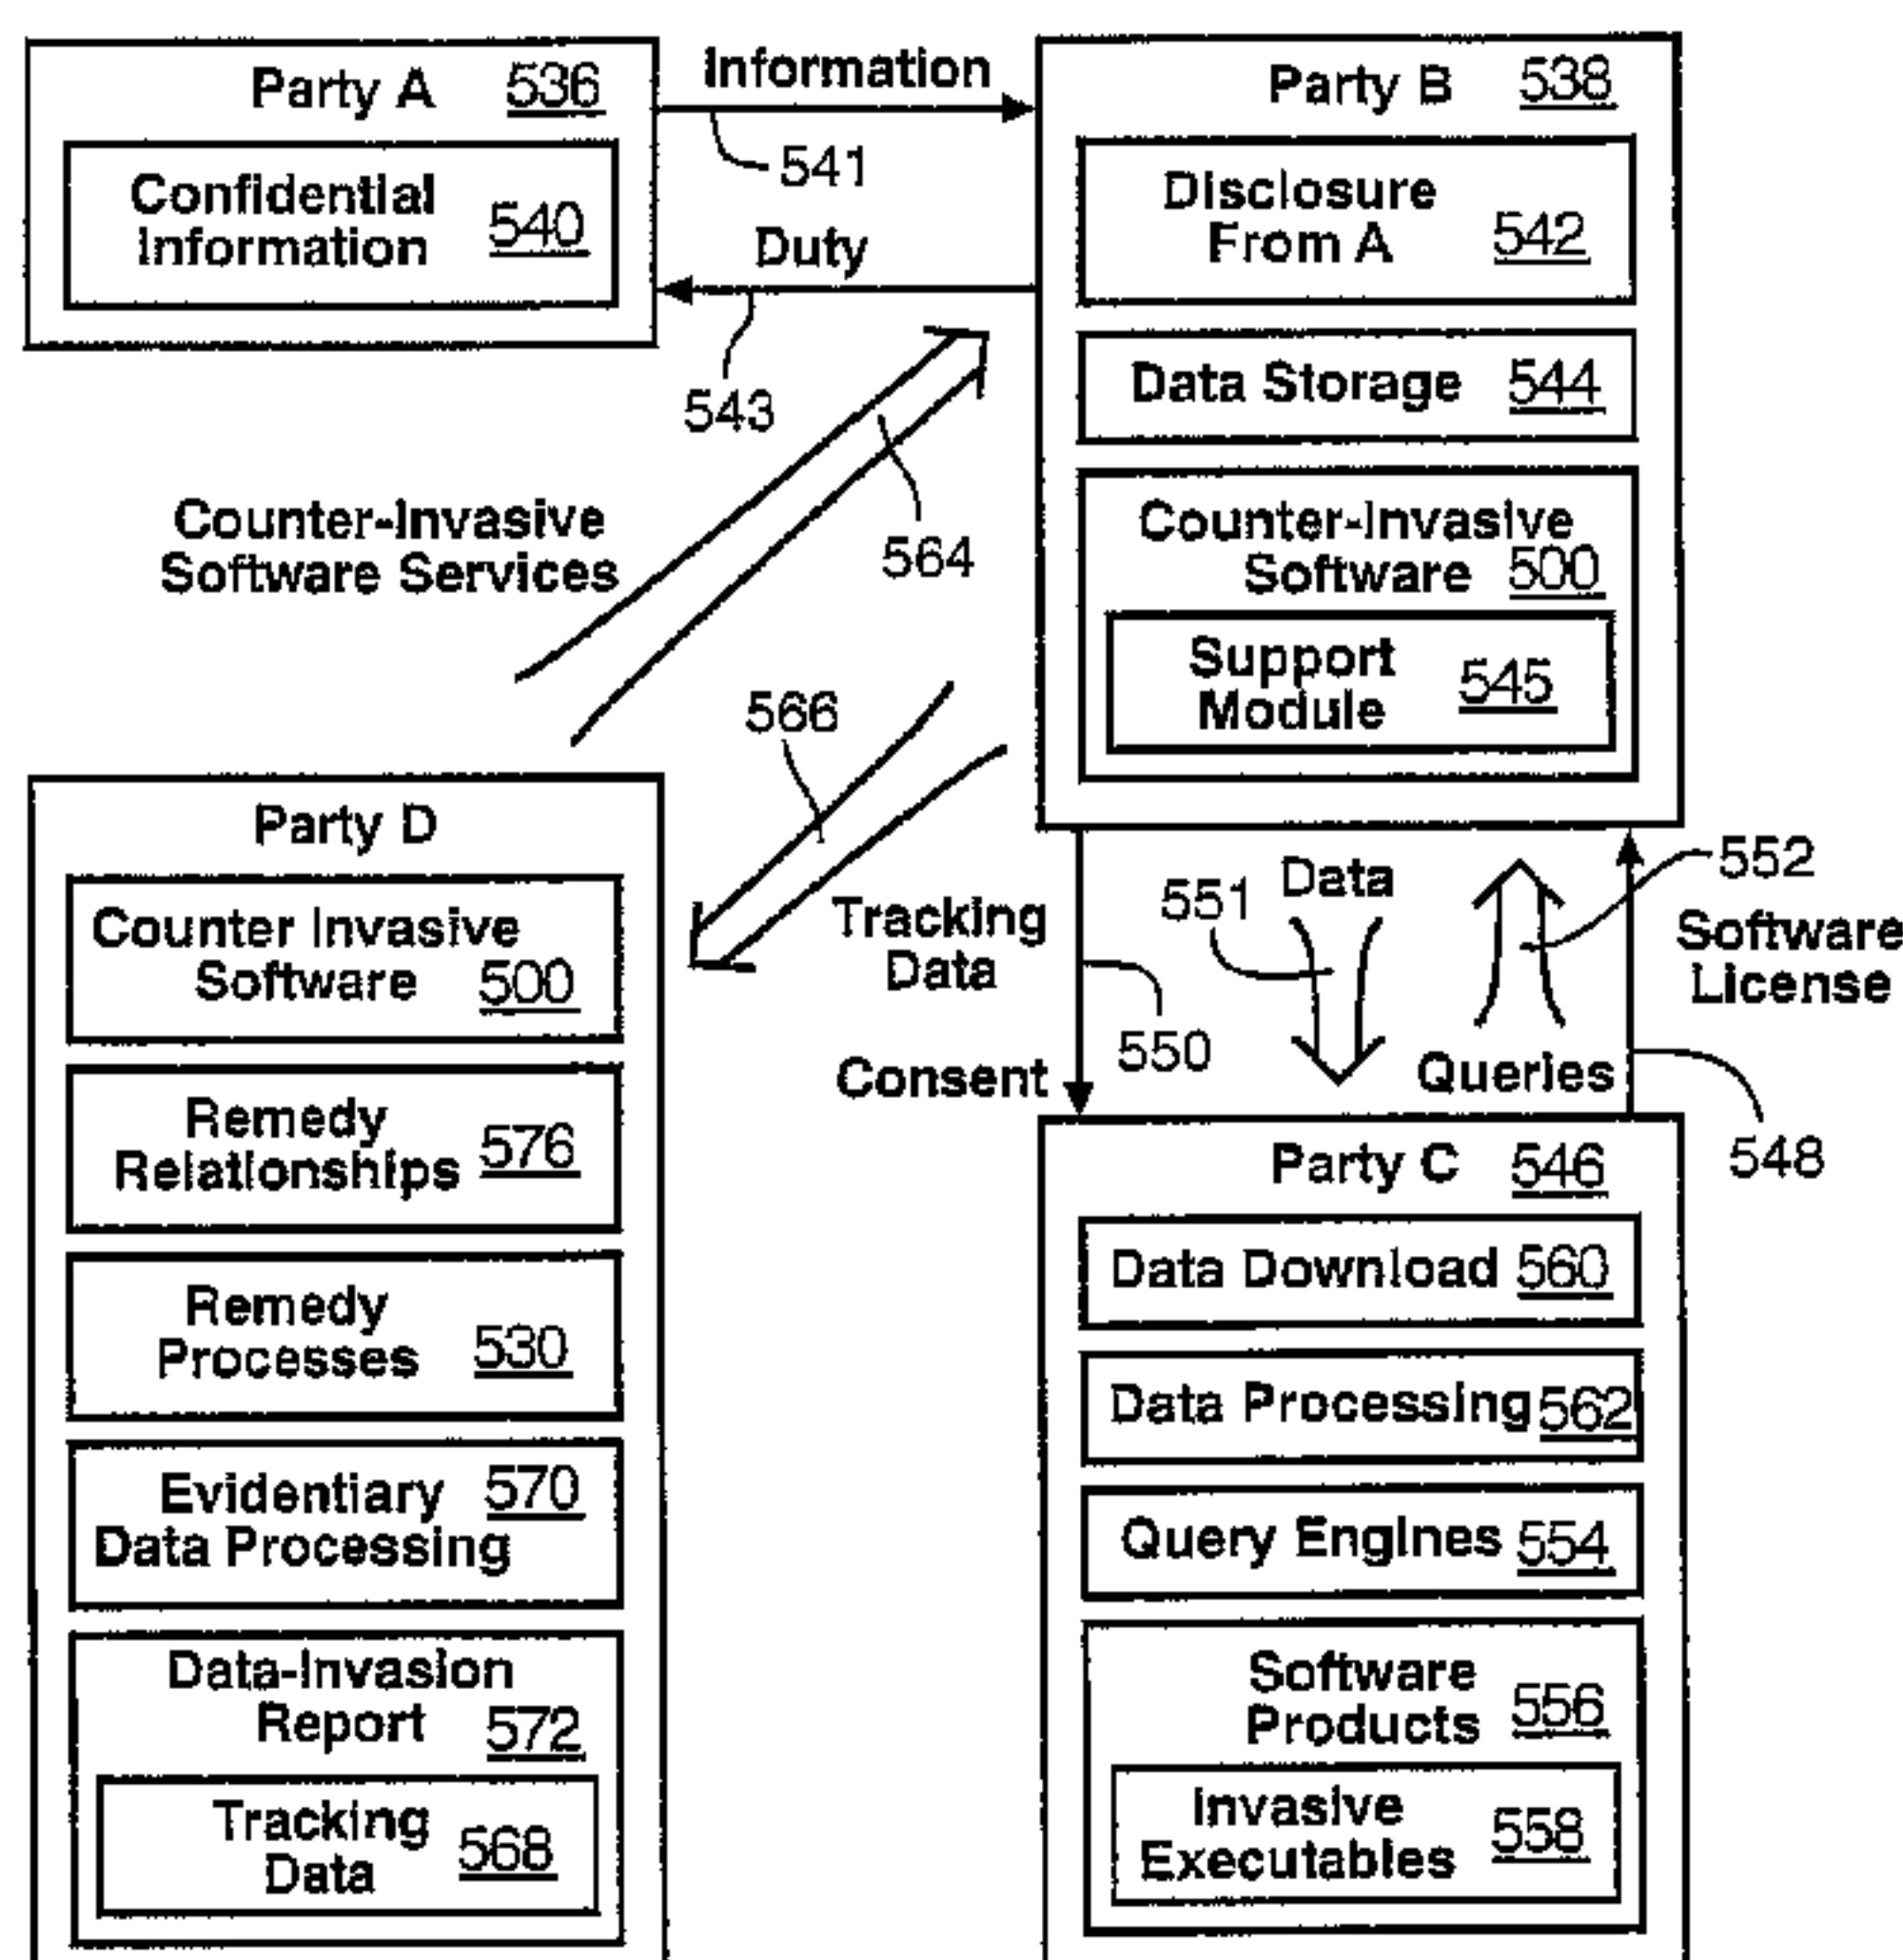 Party A 536
Confidential
Information 540
Information
541
Duty
543
Party B 538
Disclosure
From A 542
Data Storage 544
Counter-Invasive
Software 500
Support
Module 545
Counter-Invasive
Software Services
564
566
Tracking
Data
Party D
Counter Invasive
Software 500
Remedy
Relationships 576
Remedy
Processes 530
Evidentiary 570
Data Processing
Data-Invasion
Report 572
Tracking
Data 568
Consent
550
551
Data
552
Queries
Software
License
548
Party C 546
Data Download 560
Data Processing 562
Query Engines 554
Software
Products 556
Invasive
Executables 558